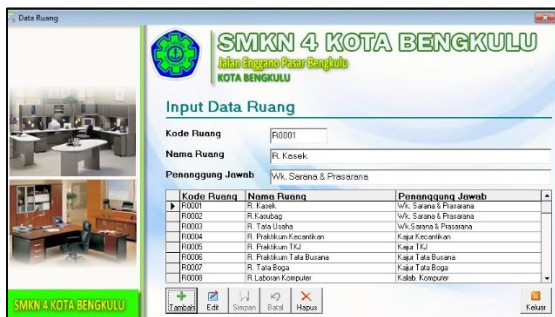 Data Ruang
SMKN 4 KOTA BENGKULU
Jalan Enggano Pasar Bengkulu
KOTA BENGKULU
Input Data Ruang
Kode Ruang R0001
Nama Ruang R. Kasek
Penanggung Jawab Wk. Sarana & Prasarana
Kode Ruang Nama Ruang Penanggung Jawab
R0001 R. Kasek Wk. Sarana & Prasarana
R0002 R.Kasubag Wk. Sarana & Prasarana
R0003 R. Tata Usaha Wk.Sarana & Prasarana
R0004 R. Praktikum Kecantikan Kajur Kecantikan
R0005 R. Praktikum TKJ Kajur TKJ
R0006 R. Praktikum Tata Busana Kajur Tata Busana
R0007 R. Tata Boga Kajur Tata Boga
R0008 R.Laboran Komputer Kalab. Komputer
Tambah Edit Simpan Batal Hapus Keluar
SMKN 4 KOTA BENGKULU